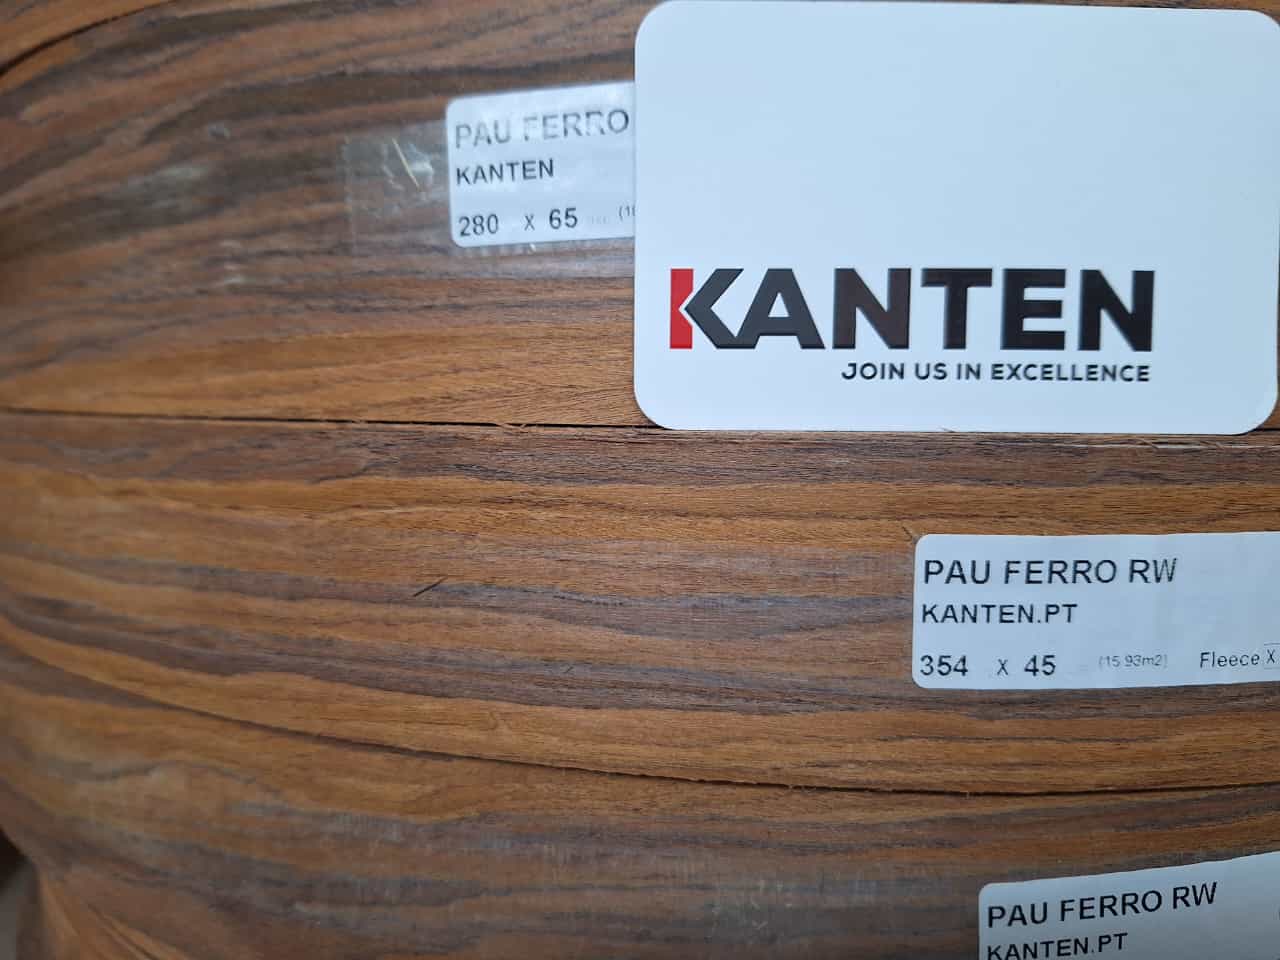 PAU FERRO
KANTEN
280 X 65
KANTEN
JOIN US IN EXCELLENCE
PAU FERRO RW
KANTEN.PT
354 X 45 (15.93m2) Fleece X
PAU FERRO RW
KANTEN.PT